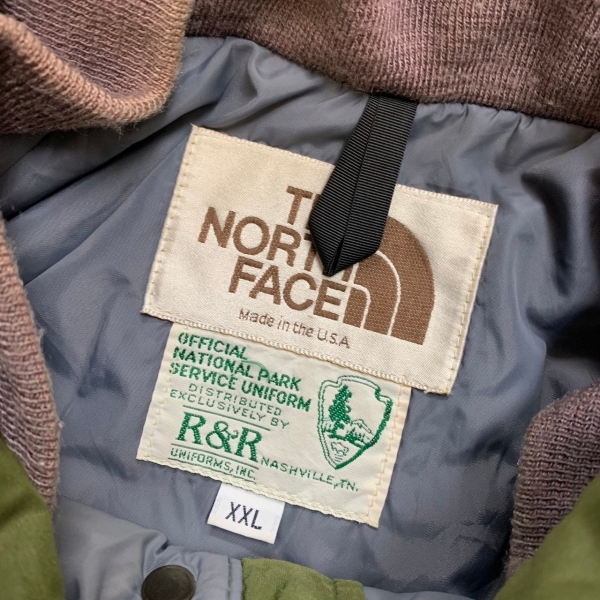 THE
NORTH
FACE
Made in the U.S.A
OFFICIAL
NATIONAL PARK
SERVICE UNIFORM
DISTRIBUTED
EXCLUSIVELY BY
R&R
UNIFORMS, INC. NASHVILLE, TN.
XXL